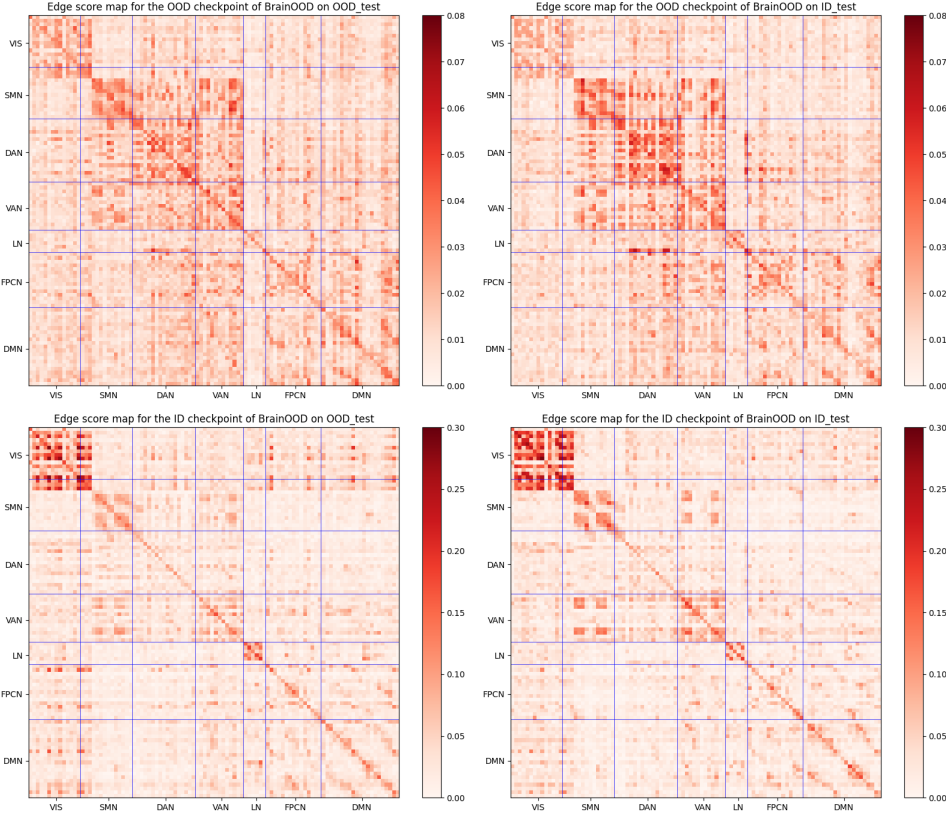 Edge score map for the OOD checkpoint of BrainOOD on OOD_test
VIS
SMN
DAN
VAN
LN
FPCN
DMN
VIS SMN DAN VAN LN FPCN DMN
0.08
0.07
0.06
0.05
0.04
0.03
0.02
0.01
0.00
Edge score map for the OOD checkpoint of BrainOOD on ID_test
VIS
SMN
DAN
VAN
LN
FPCN
DMN
VIS SMN DAN VAN LN FPCN DMN
0.08
0.07
0.06
0.05
0.04
0.03
0.02
0.01
0.00
Edge score map for the ID checkpoint of BrainOOD on OOD_test
VIS
SMN
DAN
VAN
LN
FPCN
DMN
VIS SMN DAN VAN LN FPCN DMN
0.30
0.25
0.20
0.15
0.10
0.05
0.00
Edge score map for the ID checkpoint of BrainOOD on ID_test
VIS
SMN
DAN
VAN
LN
FPCN
DMN
VIS SMN DAN VAN LN FPCN DMN
0.30
0.25
0.20
0.15
0.10
0.05
0.00